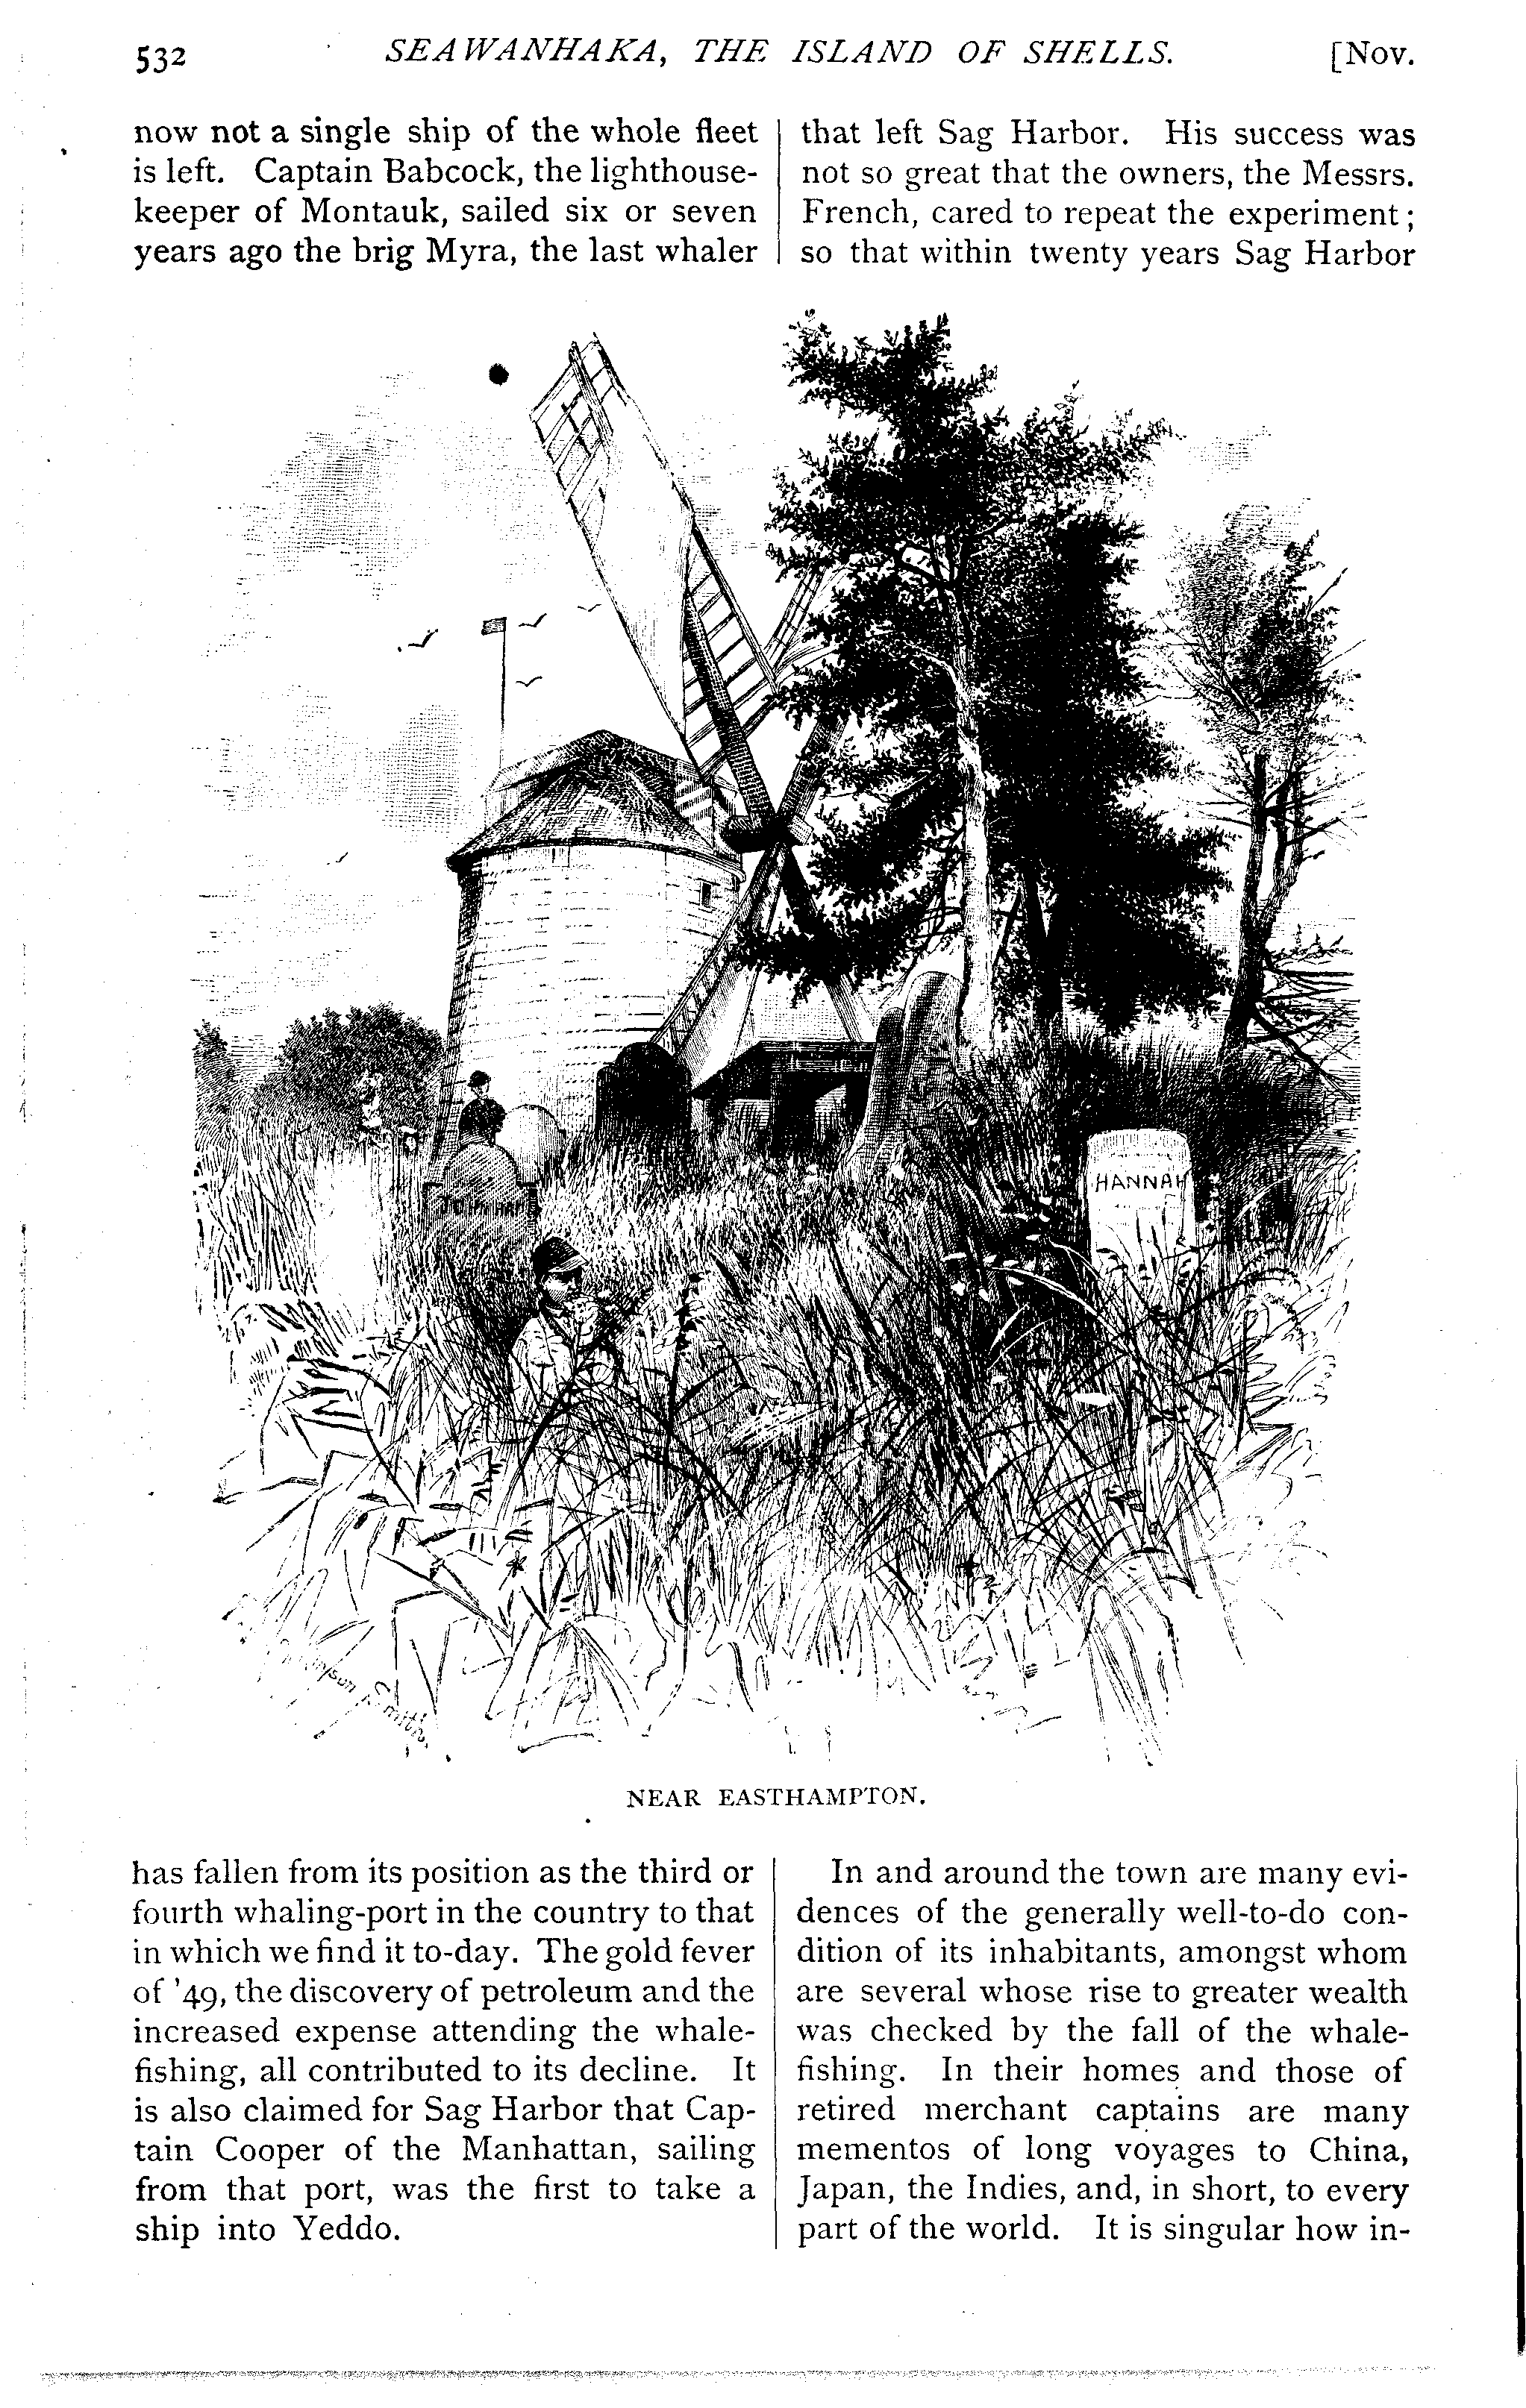 532 SEAWANHAKA, THE ISLAND OF SHELLS. [Nov.
now not a single ship of the whole fleet
is left. Captain Babcock, the lighthouse-
keeper of Montauk, sailed six or seven
years ago the brig Myra, the last whaler
that left Sag Harbor. His success was
not so great that the owners, the Messrs.
French, cared to repeat the experiment;
so that within twenty years Sag Harbor
HANNAH
JOHN
Smith
NEAR EASTHAMPTON.
has fallen from its position as the third or
fourth whaling-port in the country to that
in which we find it to-day. The gold fever
of '49, the discovery of petroleum and the
increased expense attending the whale-
fishing, all contributed to its decline. It
is also claimed for Sag Harbor that Cap-
tain Cooper of the Manhattan, sailing
from that port, was the first to take a
ship into Yeddo.
In and around the town are many evi-
dences of the generally well-to-do con-
dition of its inhabitants, amongst whom
are several whose rise to greater wealth
was checked by the fall of the whale-
fishing. In their homes and those of
retired merchant captains are many
mementos of long voyages to China,
Japan, the Indies, and, in short, to every
part of the world. It is singular how in-